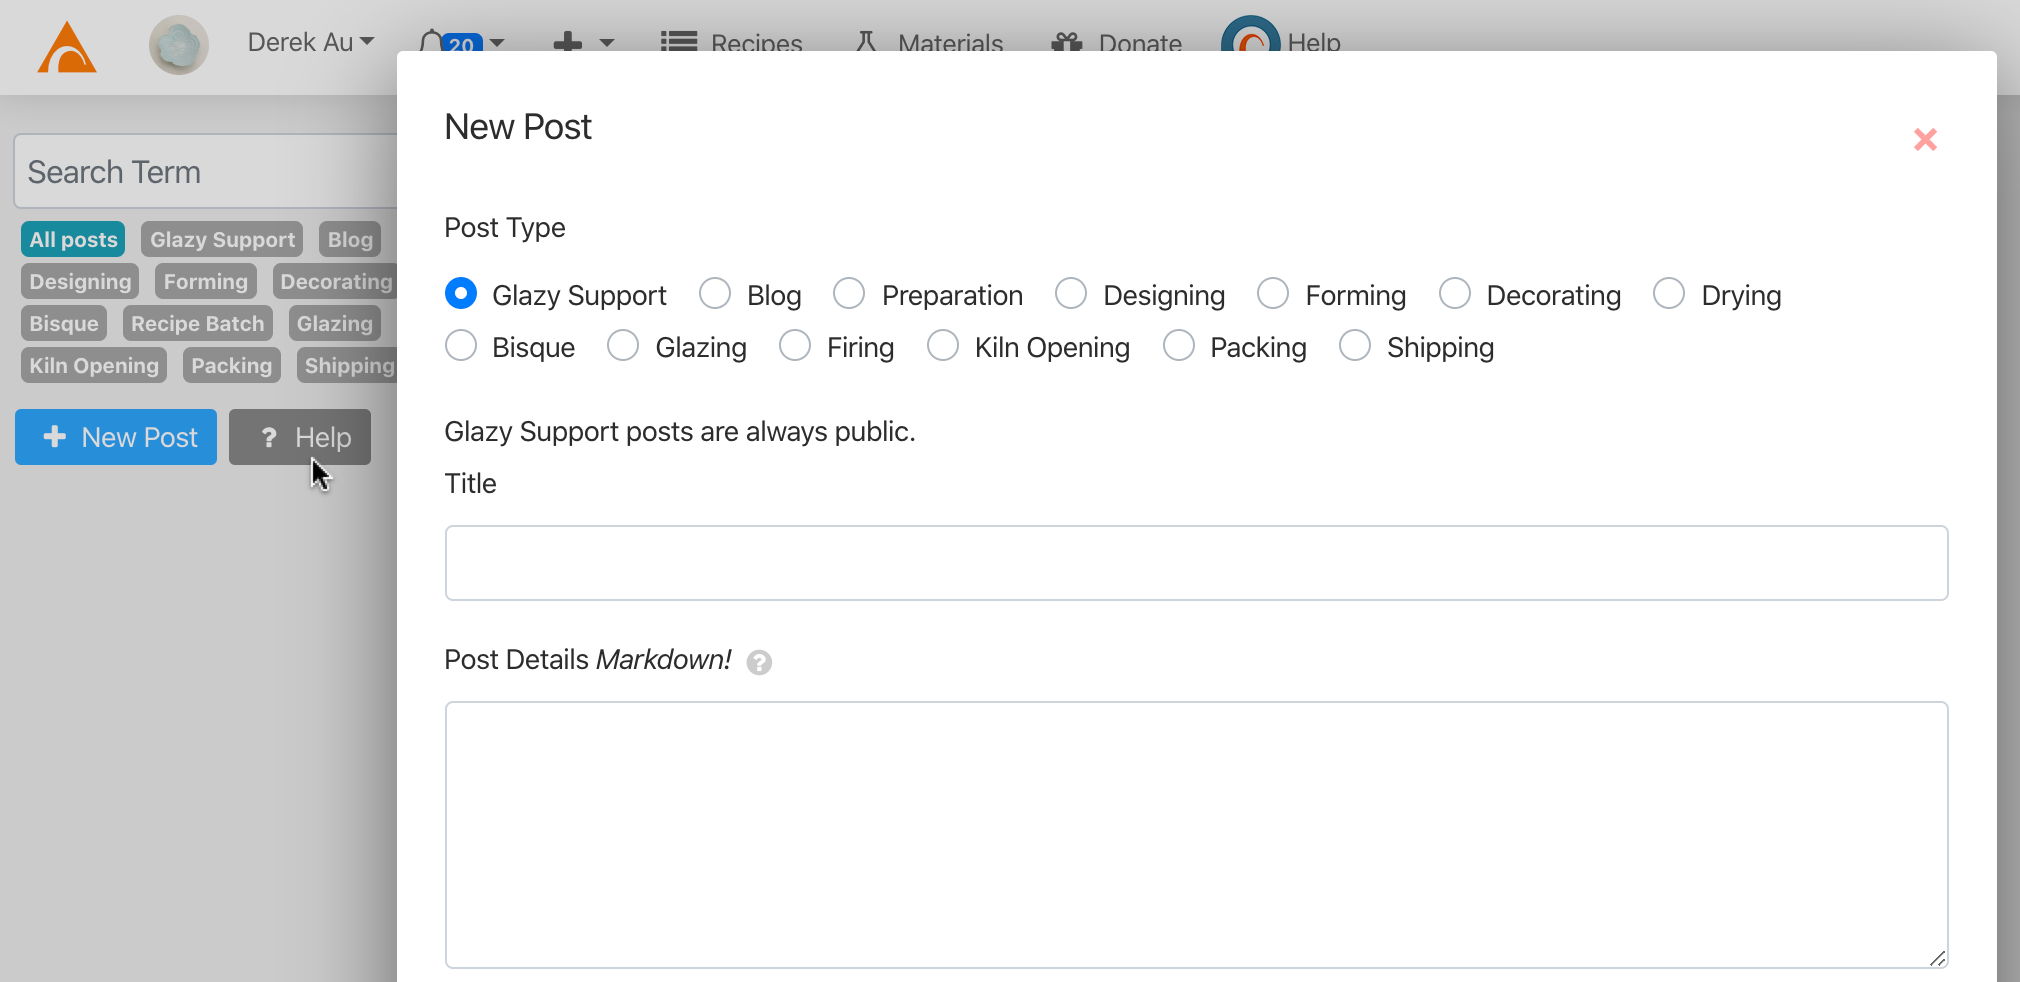 Derek Au 20 Recipes Materials Donate Help
Search Term
All posts Glazy Support Blog
Designing Forming Decorating
Bisque Recipe Batch Glazing
Kiln Opening Packing Shipping
New Post ? Help
New Post
Post Type
Glazy Support Blog Preparation Designing Forming Decorating Drying
Bisque Glazing Firing Kiln Opening Packing Shipping
Glazy Support posts are always public.
Title
Post Details Markdown! ?